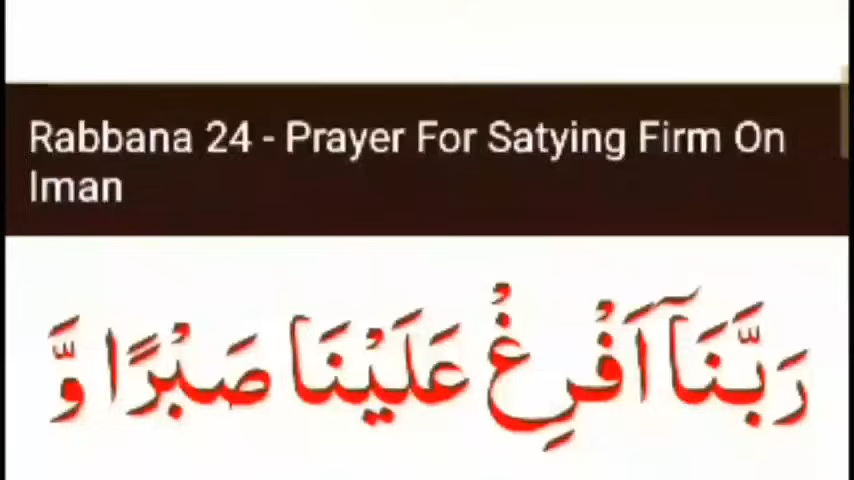 Rabbana 24 - Prayer For Satying Firm On
Iman
رَبَّنَآ اَفْرِغْ عَلَيْنَا صَبْرًا وَّ